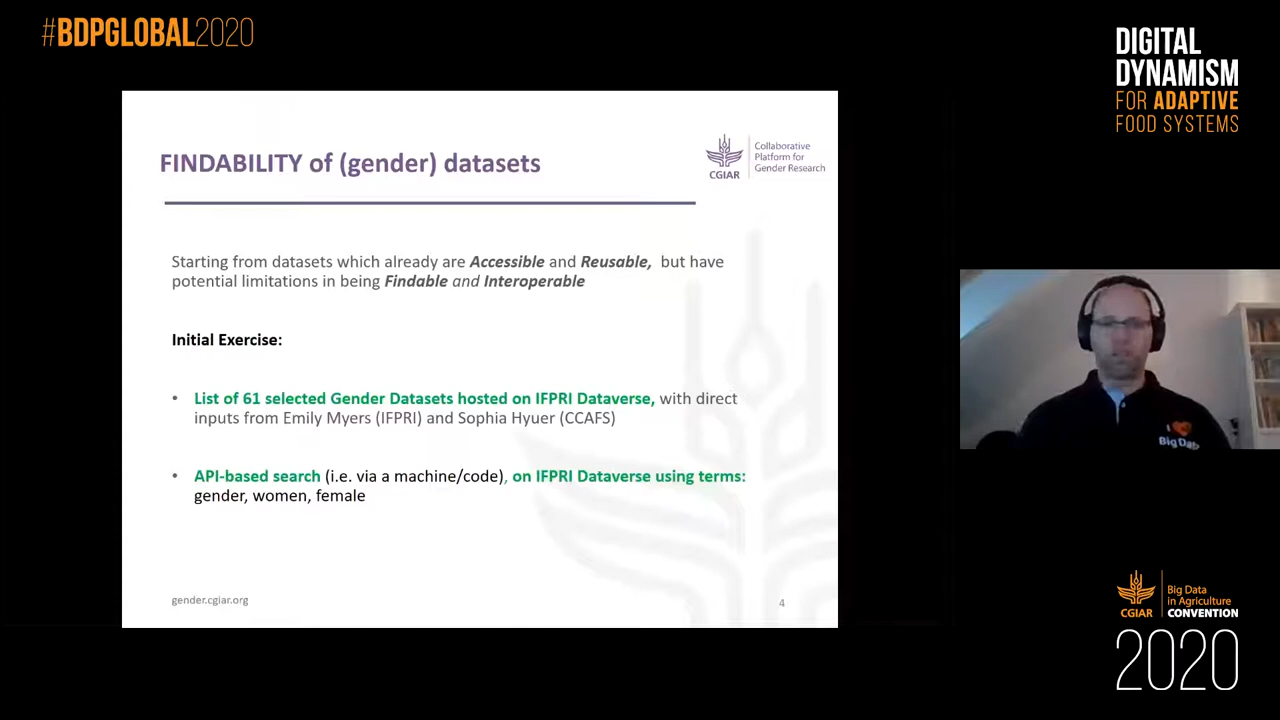 #BDPGLOBAL2020
DIGITAL
DYNAMISM
FOR ADAPTIVE
FOOD SYSTEMS
FINDABILITY of (gender) datasets
CGIAR
Collaborative
Platform for
Gender Research
Starting from datasets which already are Accessible and Reusable, but have
potential limitations in being Findable and Interoperable
Initial Exercise:
• List of 61 selected Gender Datasets hosted on IFPRI Dataverse, with direct
inputs from Emily Myers (IFPRI) and Sophia Hyuer (CCAFS)
• API-based search (i.e. via a machine/code), on IFPRI Dataverse using terms:
gender, women, female
gender.cgiar.org
4
I
Big Data
CGIAR
Big Data
in Agriculture
CONVENTION
2020